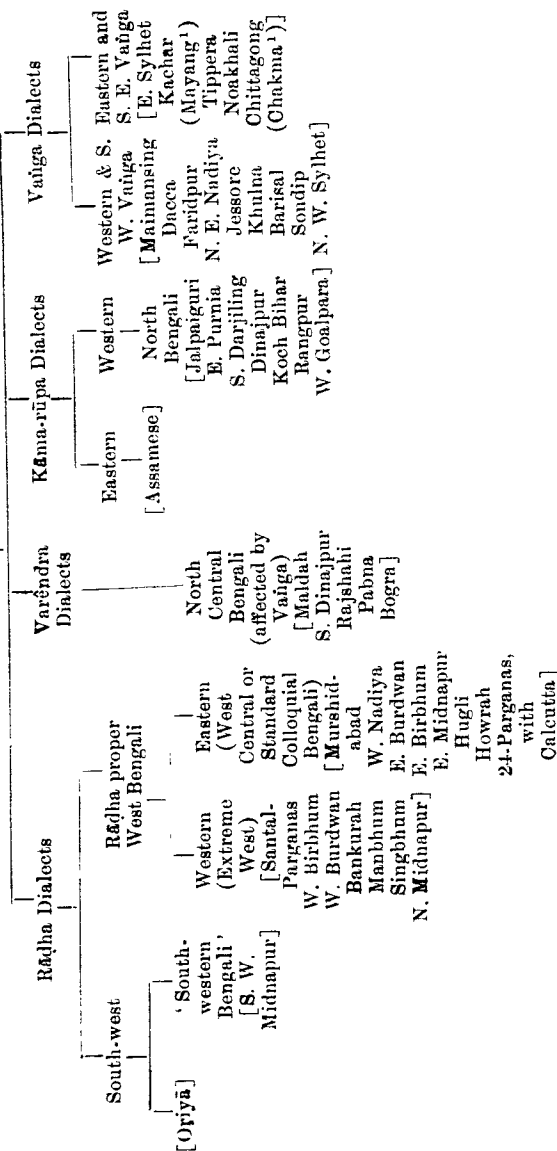 Rāḍha Dialects
South-west
[Oriyā]
'South-
western
Bengali'
[S. W.
Midnapur]
Rāḍha proper
West Bengali
Western
(Extreme
West)
[Santal-
Parganas
W. Birbhum
W. Burdwan
Bankurah
Manbhum
Singbhum
N. Midnapur]
Eastern
(West
Central or
Standard
Colloquial
Bengali)
[Murshid-
abad
W. Nadiya
E. Burdwan
E. Birbhum
E. Midnapur
Hugli
Howrah
24-Parganas,
with
Calcutta]
Varēndra
Dialects
North
Central
Bengali
(affected by
Vaṅga)
[Maldah
S. Dinajpur
Rajshahi
Pabna
Bogra]
Kāma-rūpa Dialects
Eastern
[Assamese]
Western
North
Bengali
[Jalpaiguri
E. Purnia
S. Darjiling
Dinajpur
Koch Bihar
Rangpur
W. Goalpara]
Vaṅga Dialects
Western & S.
W. Vaṅga
[Maimansing
Dacca
Faridpur
N. E. Nadiya
Jessore
Khulna
Barisal
Sondip
N. W. Sylhet]
Eastern and
S. E. Vaṅga
[E. Sylhet
Kachar
(Mayang¹)
Tippera
Noakhali
Chittagong
(Chakma¹)]